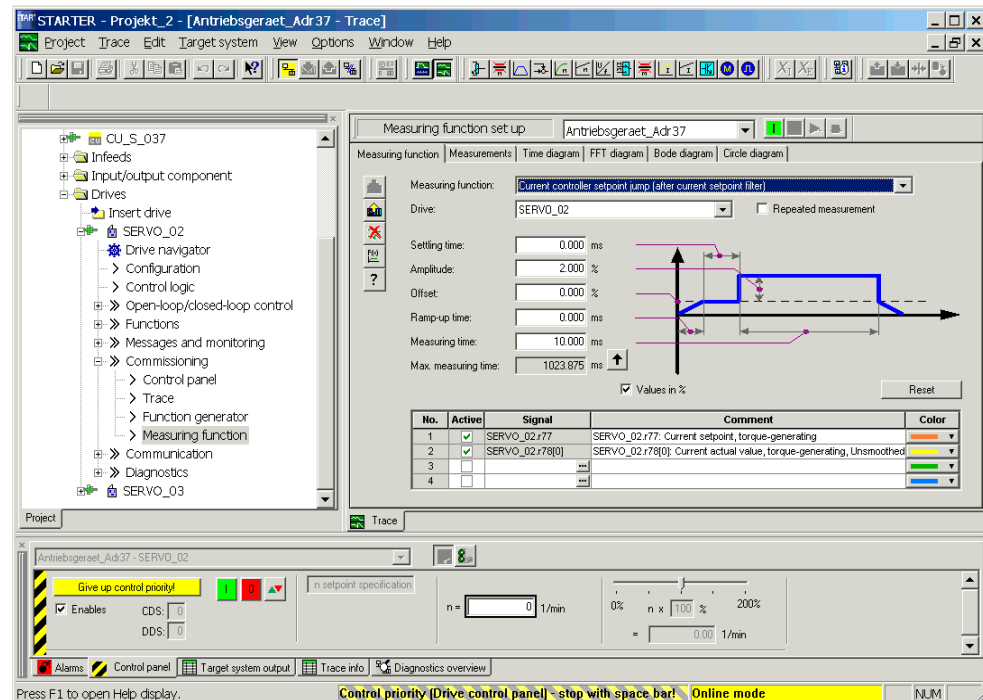 STARTER - Projekt_2 - [Antriebsgeraet_Adr37 - Trace]
Project Trace Edit Target system View Options Window Help
CU_S_037
Infeeds
Input/output component
Drives
Insert drive
SERVO_02
Drive navigator
Configuration
Control logic
Open-loop/closed-loop control
Functions
Messages and monitoring
Commissioning
Control panel
Trace
Function generator
Measuring function
Communication
Diagnostics
SERVO_03
Project
Measuring function set up Antriebsgeraet_Adr37
Measuring function Measurements Time diagram FFT diagram Bode diagram Circle diagram
Measuring function: Current controller setpoint jump (after current setpoint filter)
Drive: SERVO_02 Repeated measurement
Settling time: 0.000 ms
Amplitude: 2.000 %
Offset: 0.000 %
Ramp-up time: 0.000 ms
Measuring time: 10.000 ms
Max. measuring time: 1023.875 ms
Values in % Reset
No. Active Signal Comment Color
1 SERVO_02.r77 SERVO_02.r77: Current setpoint, torque-generating
2 SERVO_02.r78[0] SERVO_02.r78[0]: Current actual value, torque-generating, Unsmoothed
3 ...
4 ...
Trace
Antriebsgeraet_Adr37 - SERVO_02
Give up control priority! I 0 n setpoint specification
Enables CDS: 0
DDS: 0
n = 0 1/min
0% n x 100 % 200%
= 0.00 1/min
Alarms Control panel Target system output Trace info Diagnostics overview
Press F1 to open Help display. Control priority (Drive control panel) - stop with space bar! Online mode NUM